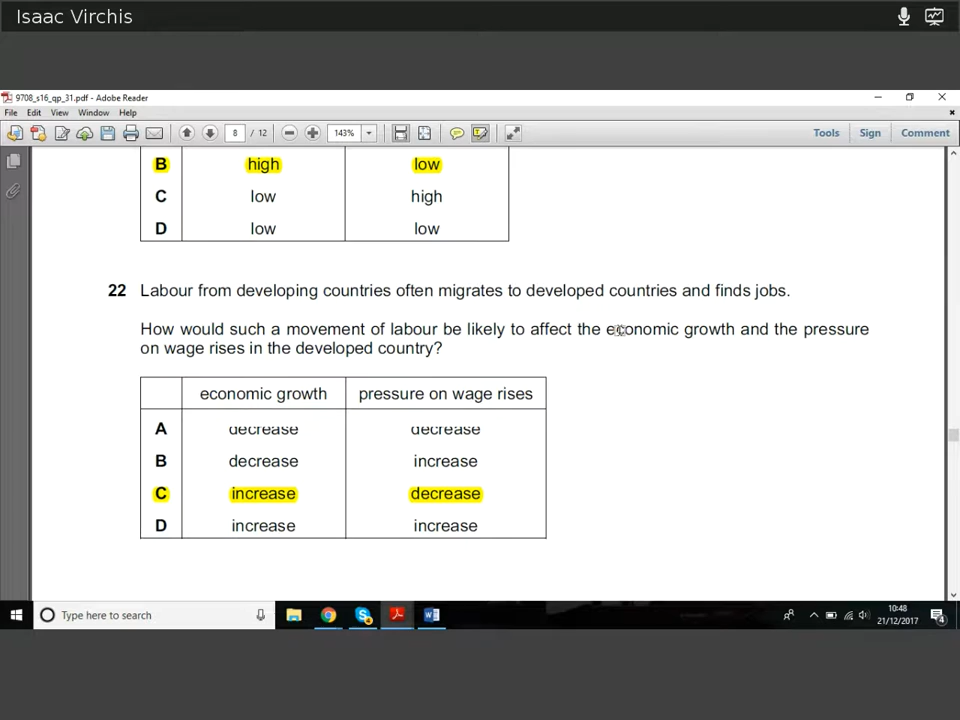 Isaac Virchis
9708_s16_qp_31.pdf - Adobe Reader
File Edit View Window Help
8 / 12 143% Tools Sign Comment
B high low
C low high
D low low
22 Labour from developing countries often migrates to developed countries and finds jobs.
How would such a movement of labour be likely to affect the economic growth and the pressure
on wage rises in the developed country?
economic growth pressure on wage rises
A decrease decrease
B decrease increase
C increase decrease
D increase increase
Type here to search
10:48
21/12/2017
4